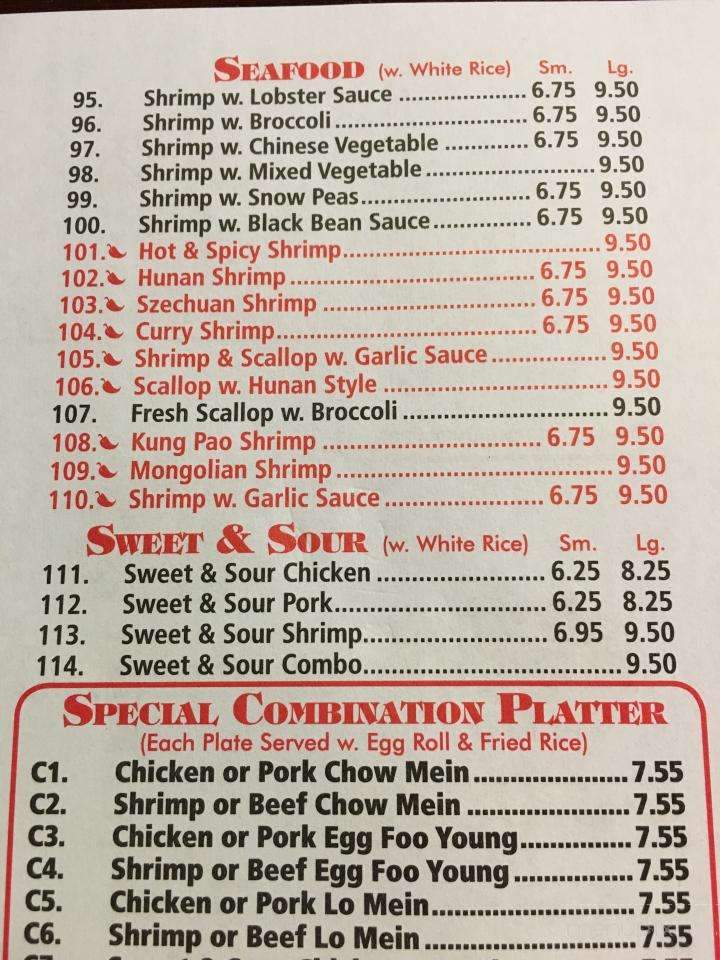 SEAFOOD (w. White Rice) Sm. Lg.
95. Shrimp w. Lobster Sauce ..................... 6.75 9.50
96. Shrimp w. Broccoli ............................... 6.75 9.50
97. Shrimp w. Chinese Vegetable ............. 6.75 9.50
98. Shrimp w. Mixed Vegetable ........................... 9.50
99. Shrimp w. Snow Peas........................... 6.75 9.50
100. Shrimp w. Black Bean Sauce................. 6.75 9.50
101. Hot & Spicy Shrimp......................................... 9.50
102. Hunan Shrimp ....................................... 6.75 9.50
103. Szechuan Shrimp .................................. 6.75 9.50
104. Curry Shrimp......................................... 6.75 9.50
105. Shrimp & Scallop w. Garlic Sauce.................. 9.50
106. Scallop w. Hunan Style ................................... 9.50
107. Fresh Scallop w. Broccoli ................................ 9.50
108. Kung Pao Shrimp .................................. 6.75 9.50
109. Mongolian Shrimp .......................................... 9.50
110. Shrimp w. Garlic Sauce......................... 6.75 9.50
SWEET & SOUR (w. White Rice) Sm. Lg.
111. Sweet & Sour Chicken ......................... 6.25 8.25
112. Sweet & Sour Pork................................ 6.25 8.25
113. Sweet & Sour Shrimp............................ 6.95 9.50
114. Sweet & Sour Combo...................................... 9.50
SPECIAL COMBINATION PLATTER
(Each Plate Served w. Egg Roll & Fried Rice)
C1. Chicken or Pork Chow Mein...................... 7.55
C2. Shrimp or Beef Chow Mein ....................... 7.55
C3. Chicken or Pork Egg Foo Young................ 7.55
C4. Shrimp or Beef Egg Foo Young ................. 7.55
C5. Chicken or Pork Lo Mein............................. 7.55
C6. Shrimp or Beef Lo Mein .............................. 7.55